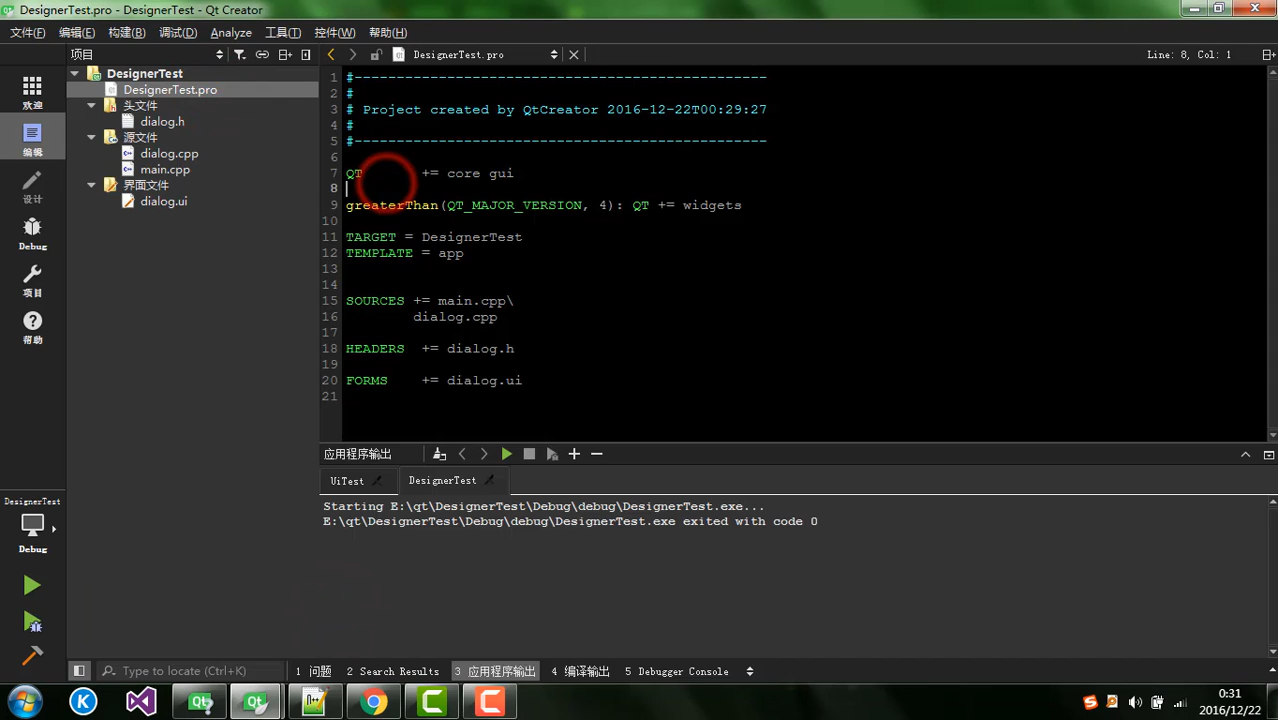 DesignerTest.pro - DesignerTest - Qt Creator
文件(F) 编辑(E) 构建(B) 调试(D) Analyze 工具(T) 控件(W) 帮助(H)
项目
DesignerTest.pro
Line: 8, Col: 1
欢迎
编辑
设计
Debug
项目
帮助
DesignerTest
Debug
DesignerTest
DesignerTest.pro
头文件
dialog.h
源文件
dialog.cpp
main.cpp
界面文件
dialog.ui
1 #-------------------------------------------------
2 #
3 # Project created by QtCreator 2016-12-22T00:29:27
4 #
5 #-------------------------------------------------
6
7 QT += core gui
8
9 greaterThan(QT_MAJOR_VERSION, 4): QT += widgets
10
11 TARGET = DesignerTest
12 TEMPLATE = app
13
14
15 SOURCES += main.cpp\
16 dialog.cpp
17
18 HEADERS += dialog.h
19
20 FORMS += dialog.ui
21
应用程序输出
UiTest DesignerTest
Starting E:\qt\DesignerTest\Debug\debug\DesignerTest.exe...
E:\qt\DesignerTest\Debug\debug\DesignerTest.exe exited with code 0
Type to locate (Ctrl+K)
1 问题 2 Search Results 3 应用程序输出 4 编译输出 5 Debugger Console
0:31
2016/12/22